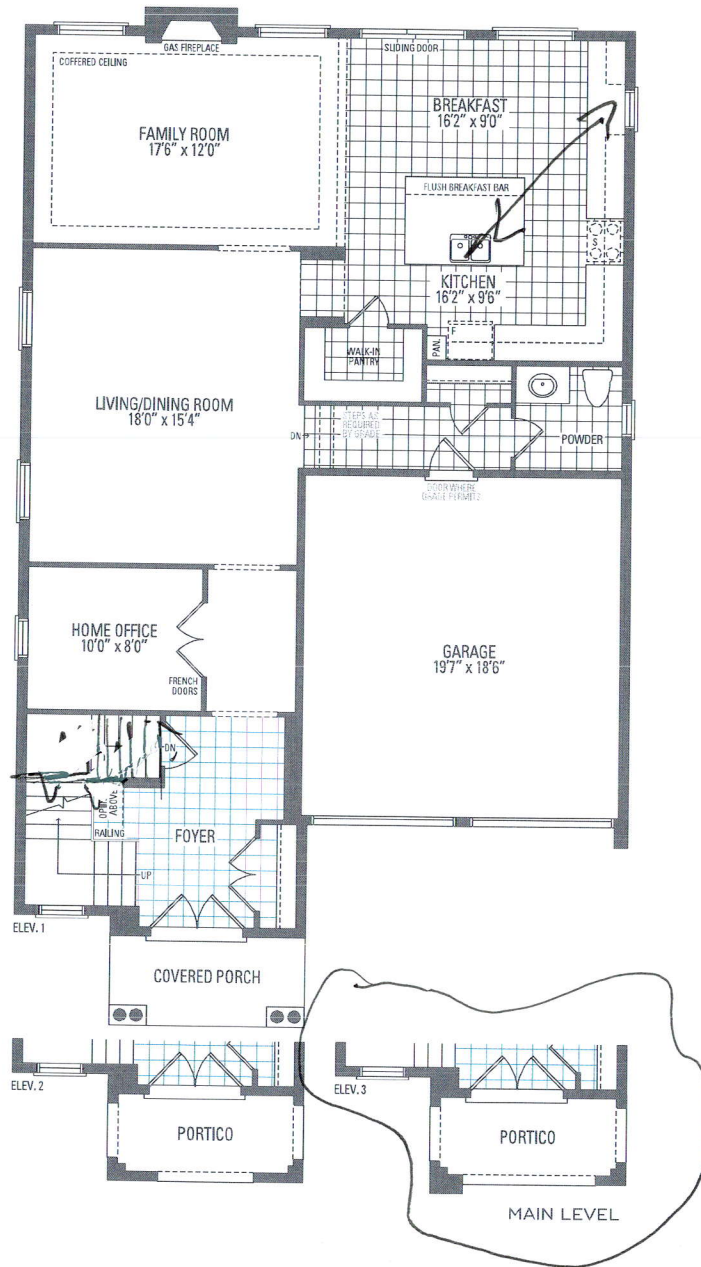 GAS FIREPLACE
SLIDING DOOR
COFFERED CEILING
BREAKFAST
16'2" x 9'0"
FAMILY ROOM
17'6" x 12'0"
FLUSH BREAKFAST BAR
S
KITCHEN
16'2" x 9'6"
F
PAN.
WALK-IN
PANTRY
LIVING/DINING ROOM
18'0" x 15'4"
STEPS AS
REQUIRED
BY GRADE
DN
POWDER
DOOR WHERE
GRADE PERMITS
HOME OFFICE
10'0" x 8'0"
GARAGE
19'7" x 18'6"
FRENCH
DOORS
DN
OPEN
ABOVE
RAILING
FOYER
UP
ELEV. 1
COVERED PORCH
ELEV. 2
ELEV. 3
PORTICO
PORTICO
MAIN LEVEL